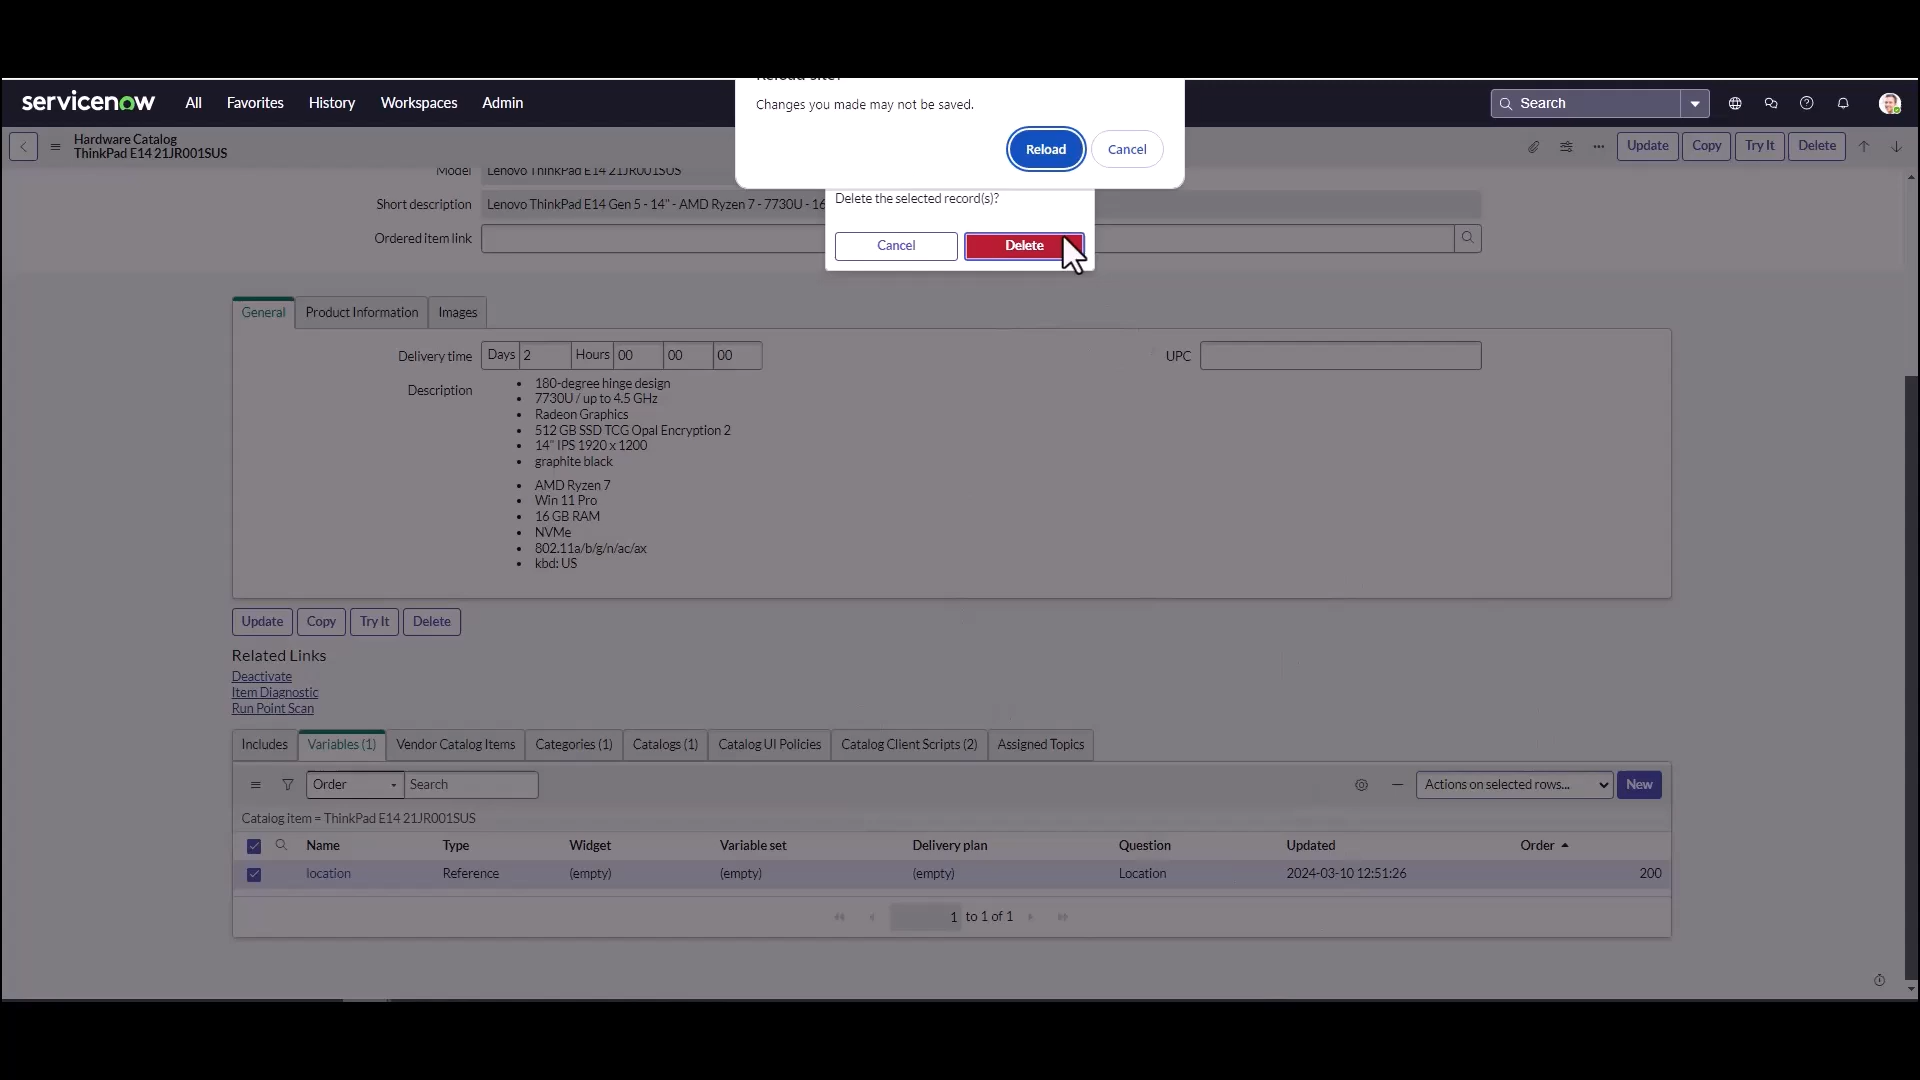 Reload site?
Changes you made may not be saved.
Reload Cancel
servicenow All Favorites History Workspaces Admin Search
Hardware Catalog
ThinkPad E14 21JR001SUS
Update Copy Try It Delete
Delete the selected record(s)?
Cancel Delete
Model Lenovo ThinkPad E14 21JR001SUS
Short description Lenovo ThinkPad E14 Gen 5 - 14" - AMD Ryzen 7 - 7730U - 16
Ordered item link
General Product Information Images
Delivery time Days 2 Hours 00 00 00 UPC
Description
• 180-degree hinge design
• 7730U / up to 4.5 GHz
• Radeon Graphics
• 512 GB SSD TCG Opal Encryption 2
• 14" IPS 1920 x 1200
• graphite black
• AMD Ryzen 7
• Win 11 Pro
• 16 GB RAM
• NVMe
• 802.11a/b/g/n/ac/ax
• kbd: US
Update Copy Try It Delete
Related Links
Deactivate
Item Diagnostic
Run Point Scan
Includes Variables (1) Vendor Catalog Items Categories (1) Catalogs (1) Catalog UI Policies Catalog Client Scripts (2) Assigned Topics
Order Search Actions on selected rows... New
Catalog item = ThinkPad E14 21JR001SUS
Name Type Widget Variable set Delivery plan Question Updated Order
location Reference (empty) (empty) (empty) Location 2024-03-10 12:51:26 200
1 to 1 of 1